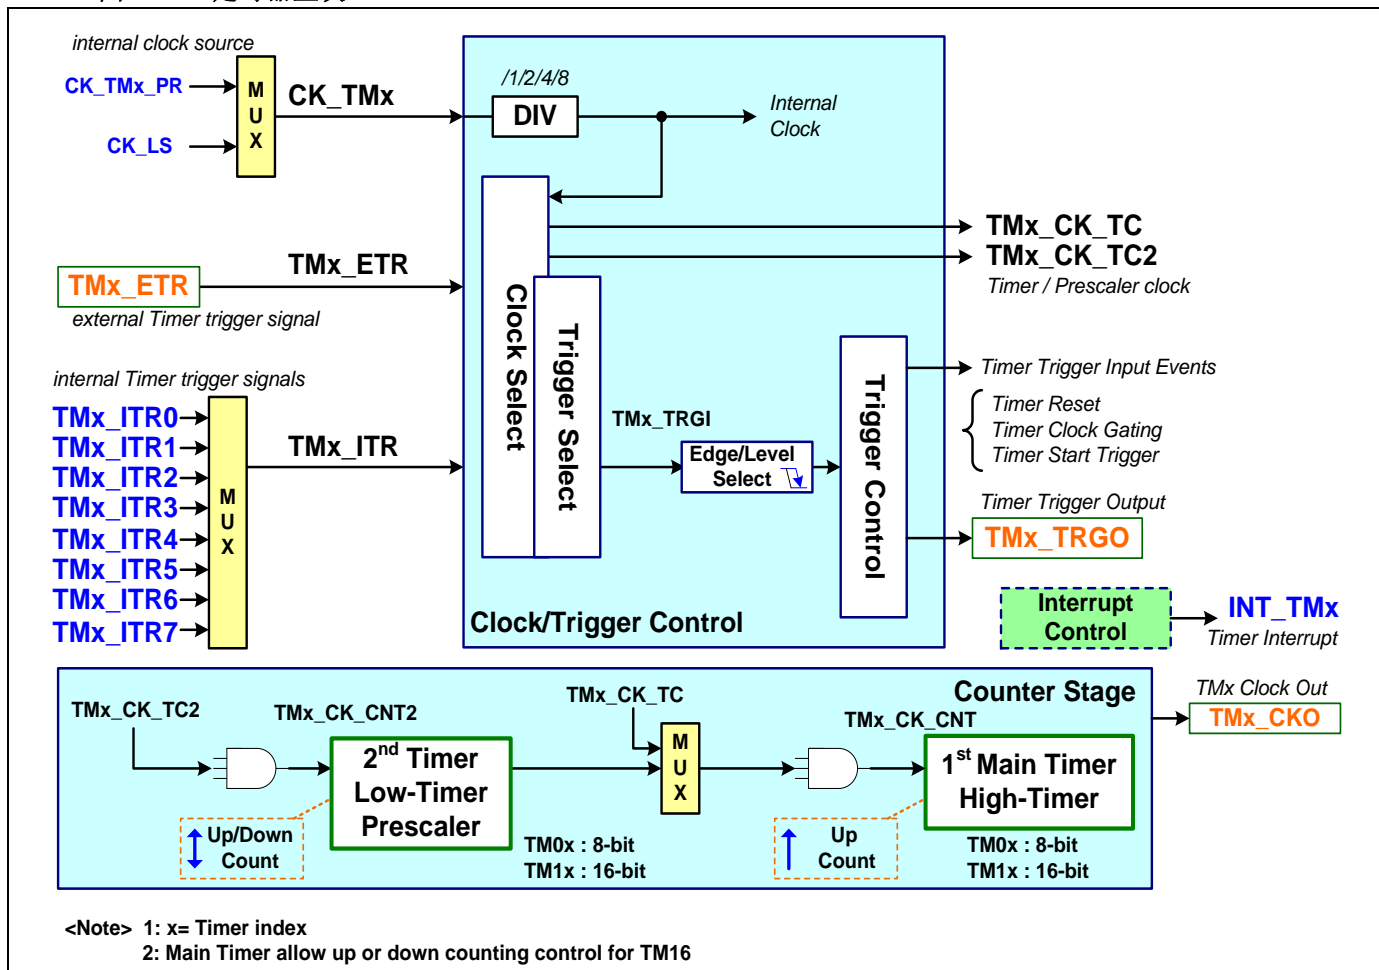 internal clock source
CK_TMx_PR
CK_LS
MUX
CK_TMx
/1/2/4/8
DIV
Internal
Clock
TMx_CK_TC
TMx_CK_TC2
Timer / Prescaler clock
TMx_ETR
TMx_ETR
external Timer trigger signal
Clock Select
Trigger Select
internal Timer trigger signals
TMx_ITR0
TMx_ITR1
TMx_ITR2
TMx_ITR3
TMx_ITR4
TMx_ITR5
TMx_ITR6
TMx_ITR7
MUX
TMx_ITR
TMx_TRGI
Edge/Level
Select
Trigger Control
Timer Trigger Input Events
Timer Reset
Timer Clock Gating
Timer Start Trigger
Timer Trigger Output
TMx_TRGO
Clock/Trigger Control
Interrupt
Control
INT_TMx
Timer Interrupt
Counter Stage
TMx Clock Out
TMx_CKO
TMx_CK_TC2
TMx_CK_CNT2
2nd Timer
Low-Timer
Prescaler
Up/Down
Count
TM0x : 8-bit
TM1x : 16-bit
TMx_CK_TC
MUX
TMx_CK_CNT
1st Main Timer
High-Timer
Up
Count
TM0x : 8-bit
TM1x : 16-bit
<Note> 1: x= Timer index
2: Main Timer allow up or down counting control for TM16